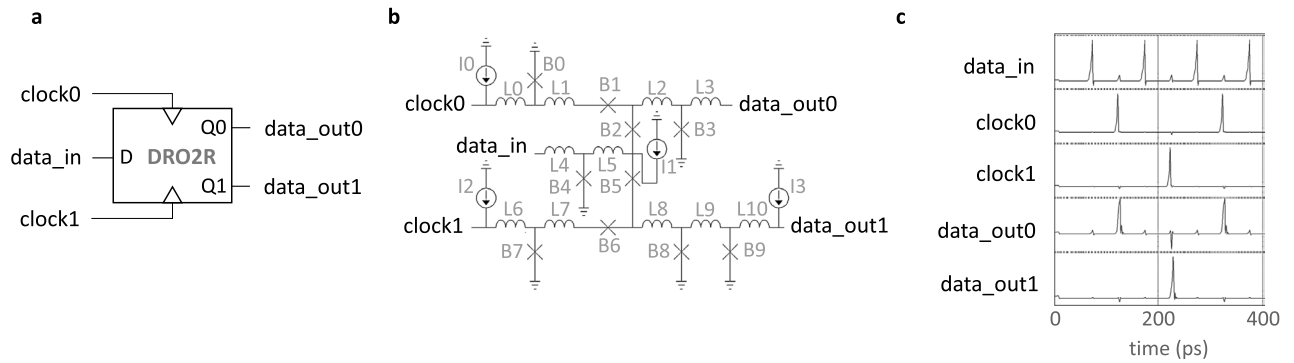 a
clock0
data_in
clock1
D
DRO2R
Q0
Q1
data_out0
data_out1
b
I0
B0
L0
L1
B1
L2
L3
clock0
data_out0
B2
B3
data_in
I1
L4
L5
B4
B5
I2
I3
L6
L7
L8
L9
L10
clock1
data_out1
B7
B6
B8
B9
c
data_in
clock0
clock1
data_out0
data_out1
0
200
400
time (ps)